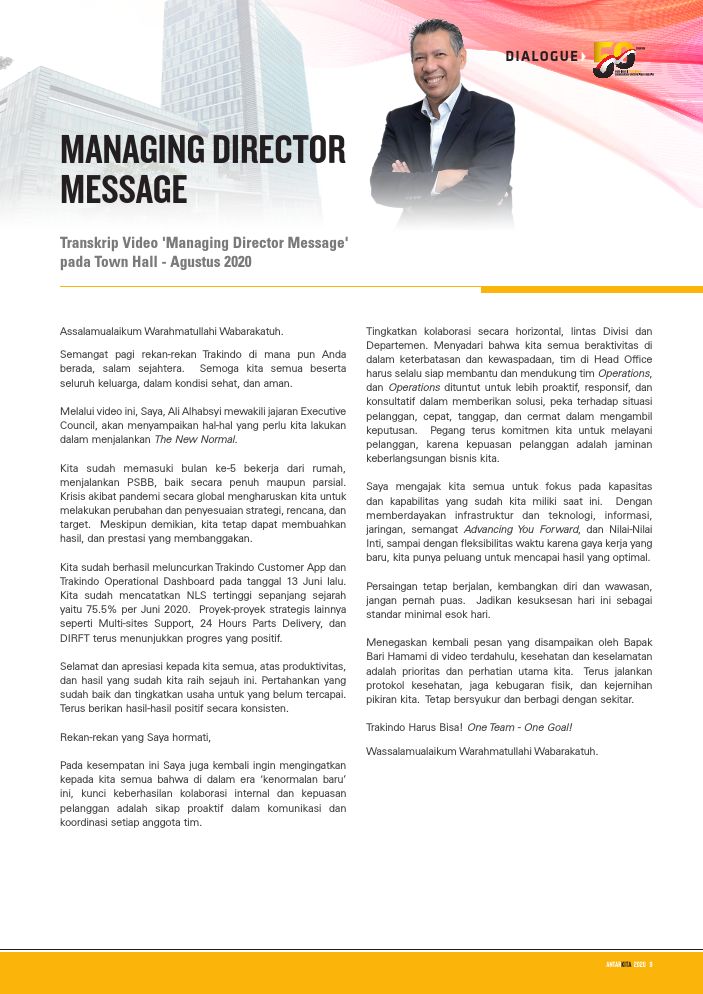 DIALOGUE
50
MANAGING DIRECTOR
MESSAGE
Transkrip Video 'Managing Director Message'
pada Town Hall - Agustus 2020
Assalamualaikum Warahmatullahi Wabarakatuh.
Semangat pagi rekan-rekan Trakindo di mana pun Anda
berada, salam sejahtera. Semoga kita semua beserta
seluruh keluarga, dalam kondisi sehat, dan aman.
Melalui video ini, Saya, Ali Alhabsyi mewakili jajaran Executive
Council, akan menyampaikan hal-hal yang perlu kita lakukan
dalam menjalankan The New Normal.
Kita sudah memasuki bulan ke-5 bekerja dari rumah,
menjalankan PSBB, baik secara penuh maupun parsial.
Krisis akibat pandemi secara global mengharuskan kita untuk
melakukan perubahan dan penyesuaian strategi, rencana, dan
target. Meskipun demikian, kita tetap dapat membuahkan
hasil, dan prestasi yang membanggakan.
Kita sudah berhasil meluncurkan Trakindo Customer App dan
Trakindo Operational Dashboard pada tanggal 13 Juni lalu.
Kita sudah mencatatkan NLS tertinggi sepanjang sejarah
yaitu 75.5% per Juni 2020. Proyek-proyek strategis lainnya
seperti Multi-sites Support, 24 Hours Parts Delivery, dan
DIRFT terus menunjukkan progres yang positif.
Selamat dan apresiasi kepada kita semua, atas produktivitas,
dan hasil yang sudah kita raih sejauh ini. Pertahankan yang
sudah baik dan tingkatkan usaha untuk yang belum tercapai.
Terus berikan hasil-hasil positif secara konsisten.
Rekan-rekan yang Saya hormati,
Pada kesempatan ini Saya juga kembali ingin mengingatkan
kepada kita semua bahwa di dalam era ‘kenormalan baru’
ini, kunci keberhasilan kolaborasi internal dan kepuasan
pelanggan adalah sikap proaktif dalam komunikasi dan
koordinasi setiap anggota tim.
Tingkatkan kolaborasi secara horizontal, lintas Divisi dan
Departemen. Menyadari bahwa kita semua beraktivitas di
dalam keterbatasan dan kewaspadaan, tim di Head Office
harus selalu siap membantu dan mendukung tim Operations,
dan Operations dituntut untuk lebih proaktif, responsif, dan
konsultatif dalam memberikan solusi, peka terhadap situasi
pelanggan, cepat, tanggap, dan cermat dalam mengambil
keputusan. Pegang terus komitmen kita untuk melayani
pelanggan, karena kepuasan pelanggan adalah jaminan
keberlangsungan bisnis kita.
Saya mengajak kita semua untuk fokus pada kapasitas
dan kapabilitas yang sudah kita miliki saat ini. Dengan
memberdayakan infrastruktur dan teknologi, informasi,
jaringan, semangat Advancing You Forward, dan Nilai-Nilai
Inti, sampai dengan fleksibilitas waktu karena gaya kerja yang
baru, kita punya peluang untuk mencapai hasil yang optimal.
Persaingan tetap berjalan, kembangkan diri dan wawasan,
jangan pernah puas. Jadikan kesuksesan hari ini sebagai
standar minimal esok hari.
Menegaskan kembali pesan yang disampaikan oleh Bapak
Bari Hamami di video terdahulu, kesehatan dan keselamatan
adalah prioritas dan perhatian utama kita. Terus jalankan
protokol kesehatan, jaga kebugaran fisik, dan kejernihan
pikiran kita. Tetap bersyukur dan berbagi dengan sekitar.
Trakindo Harus Bisa! One Team - One Goal!
Wassalamualaikum Warahmatullahi Wabarakatuh.
ANTARKITA 2020 3